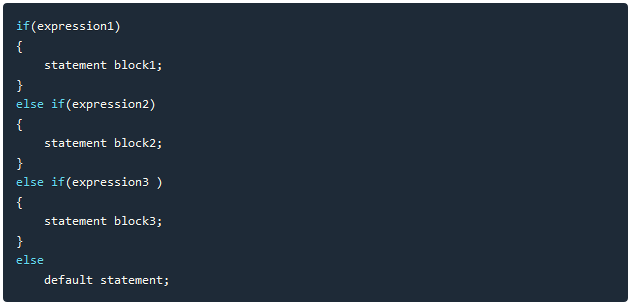 if(expression1)
{
    statement block1;
}
else if(expression2)
{
    statement block2;
}
else if(expression3 )
{
    statement block3;
}
else
    default statement;